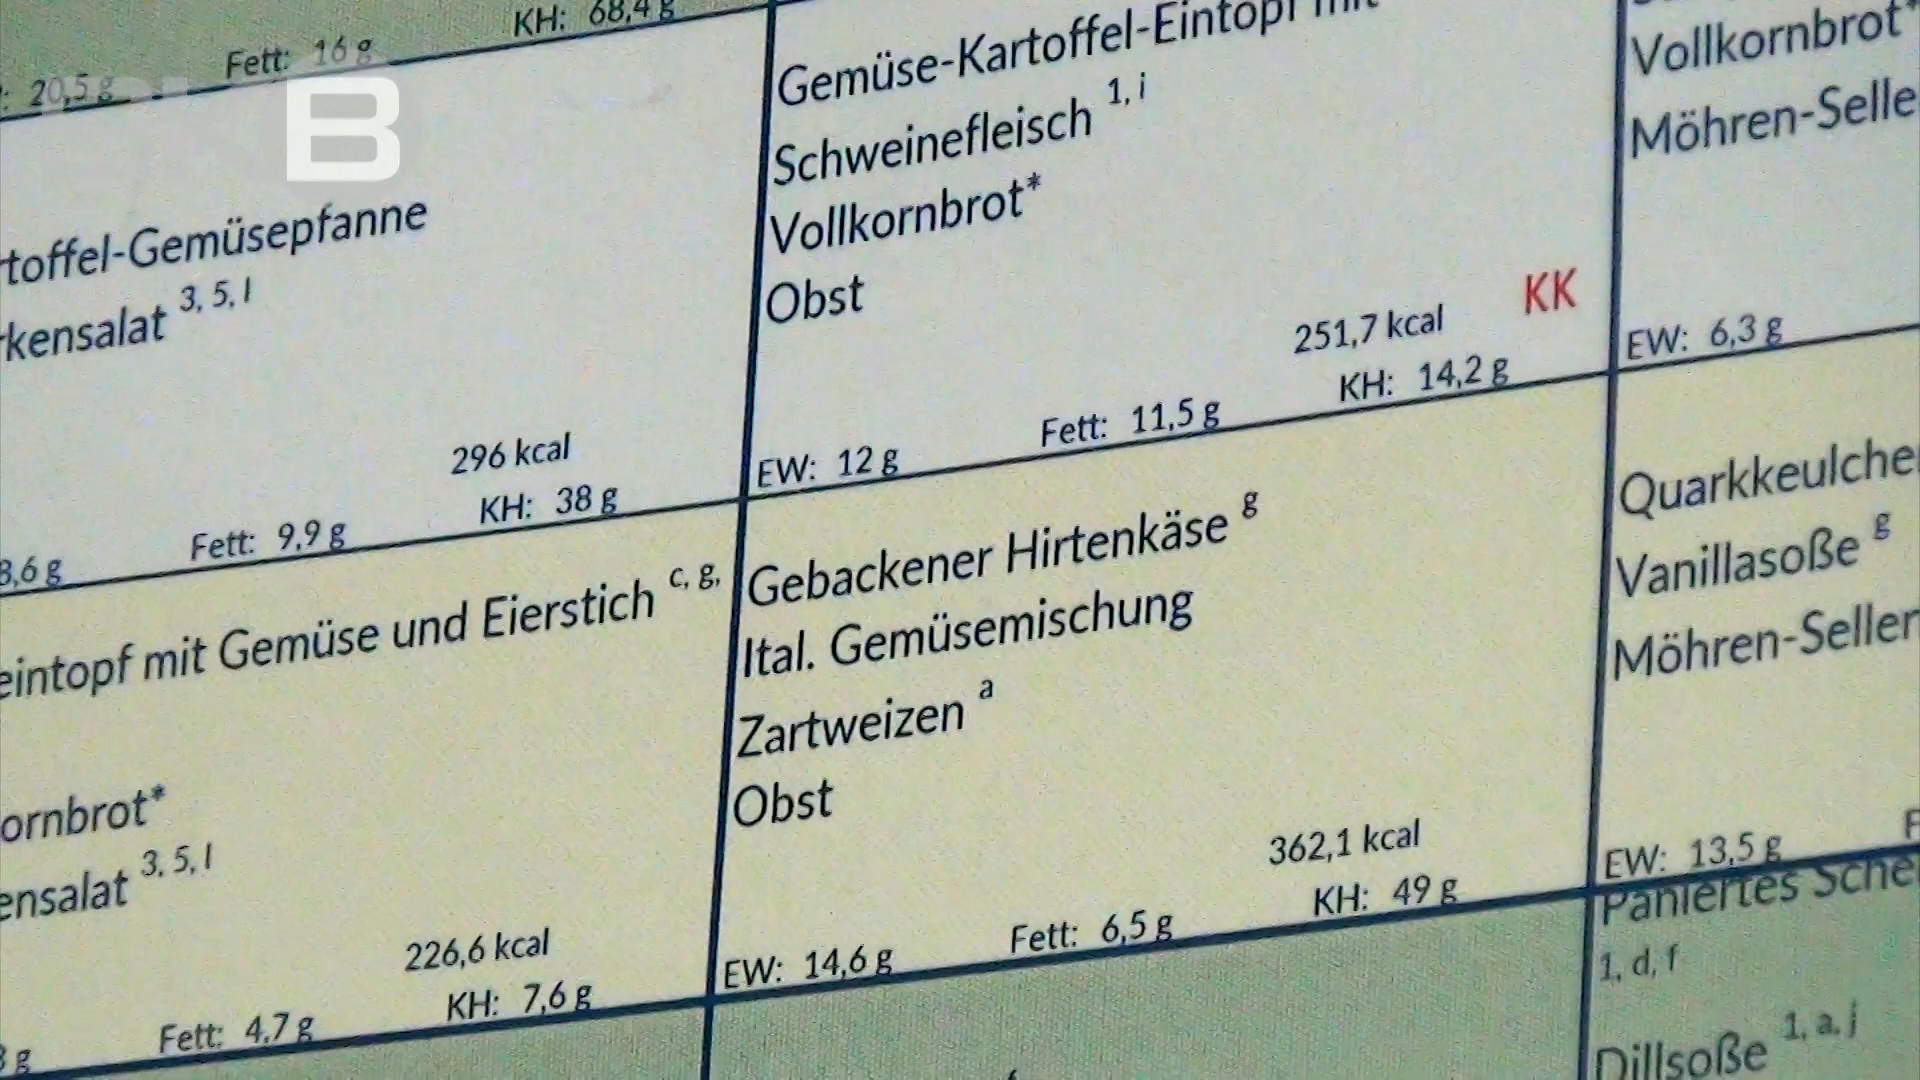 20,5 g
Fett: 16 g
KH: 68,4 g
B
toffel-Gemüsepfanne
kensalat 3, 5, l
296 kcal
KH: 38 g
Fett: 9,9 g
8,6 g
Gemüse-Kartoffel-Eintopf mit
Schweinefleisch 1, i
Vollkornbrot*
Obst
KK
251,7 kcal
KH: 14,2 g
Fett: 11,5 g
EW: 12 g
Vollkornbrot*
Möhren-Selle
EW: 6,3 g
eintopf mit Gemüse und Eierstich c, g,
ornbrot*
ensalat 3, 5, l
226,6 kcal
KH: 7,6 g
Fett: 4,7 g
g
Gebackener Hirtenkäse g
Ital. Gemüsemischung
Zartweizen a
Obst
362,1 kcal
KH: 49 g
Fett: 6,5 g
EW: 14,6 g
Quarkkeulche
Vanillasoße g
Möhren-Seller
EW: 13,5 g
F
Paniertes Sche
1, d, f
Dillsoße 1, a, j